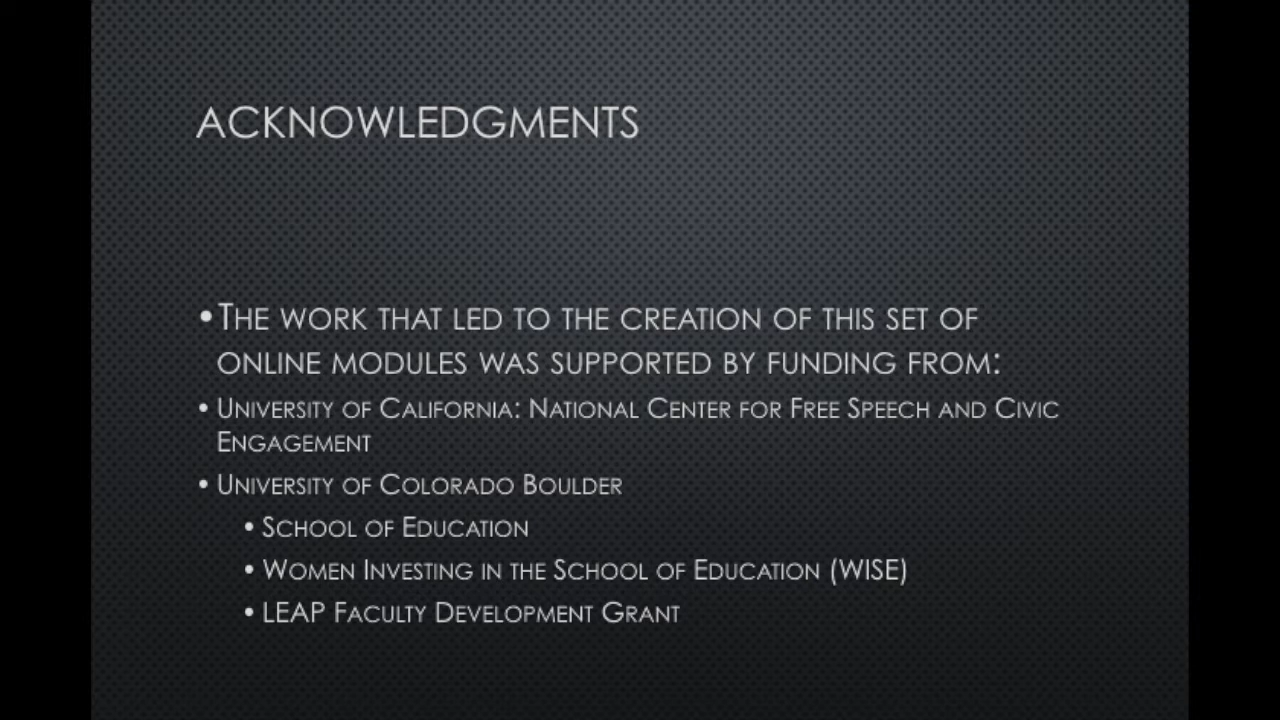 ACKNOWLEDGMENTS
•THE WORK THAT LED TO THE CREATION OF THIS SET OF
ONLINE MODULES WAS SUPPORTED BY FUNDING FROM:
• UNIVERSITY OF CALIFORNIA: NATIONAL CENTER FOR FREE SPEECH AND CIVIC
ENGAGEMENT
• UNIVERSITY OF COLORADO BOULDER
• SCHOOL OF EDUCATION
• WOMEN INVESTING IN THE SCHOOL OF EDUCATION (WISE)
• LEAP FACULTY DEVELOPMENT GRANT